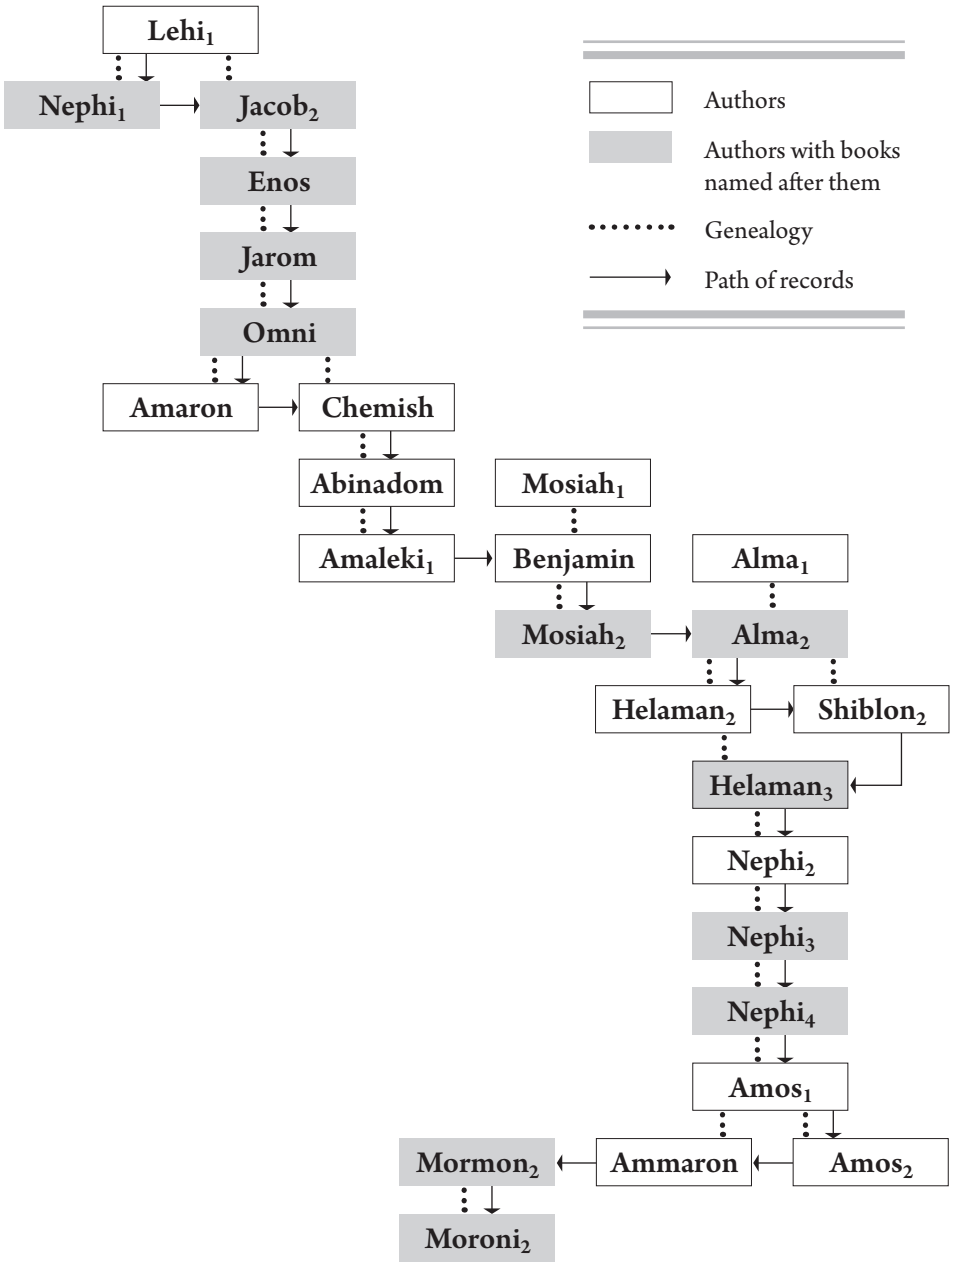 Lehi₁
Nephi₁
Jacob₂
Enos
Jarom
Omni
Amaron
Chemish
Abinadom
Mosiah₁
Amaleki₁
Benjamin
Alma₁
Mosiah₂
Alma₂
Helaman₂
Shiblon₂
Helaman₃
Nephi₂
Nephi₃
Nephi₄
Amos₁
Mormon₂
Ammaron
Amos₂
Moroni₂
Authors
Authors with books
named after them
Genealogy
Path of records